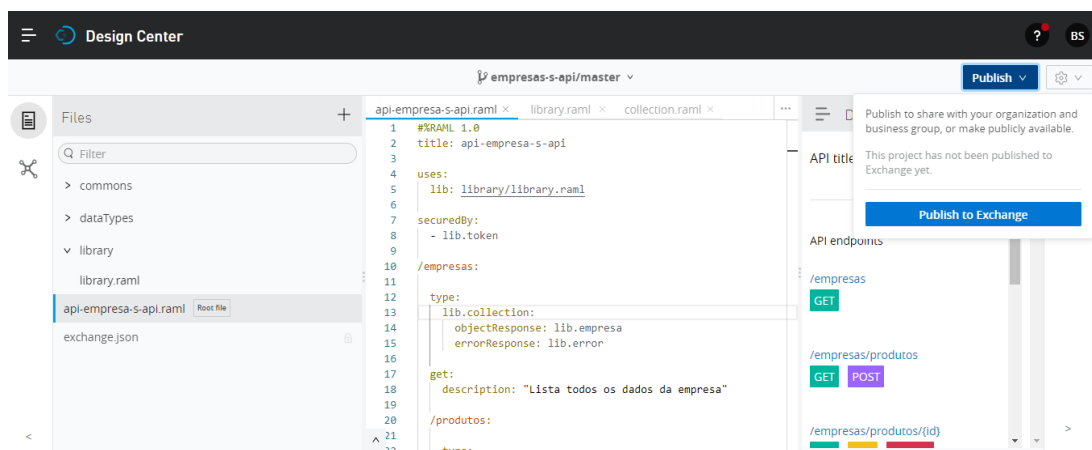 Design Center
?
BS
empresas-s-api/master
Publish
Files
Filter
commons
dataTypes
library
library.raml
api-empresa-s-api.raml Root file
exchange.json
api-empresa-s-api.raml × library.raml × collection.raml × ...
1 #%RAML 1.0
2 title: api-empresa-s-api
3
4 uses:
5 lib: library/library.raml
6
7 securedBy:
8 - lib.token
9
10 /empresas:
11
12 type:
13 lib.collection:
14 objectResponse: lib.empresa
15 errorResponse: lib.error
16
17 get:
18 description: "Lista todos os dados da empresa"
19
20 /produtos:
21
API title
Publish to share with your organization and
business group, or make publicly available.
This project has not been published to
Exchange yet.
Publish to Exchange
API endpoints
/empresas
GET
/empresas/produtos
GET POST
/empresas/produtos/{id}